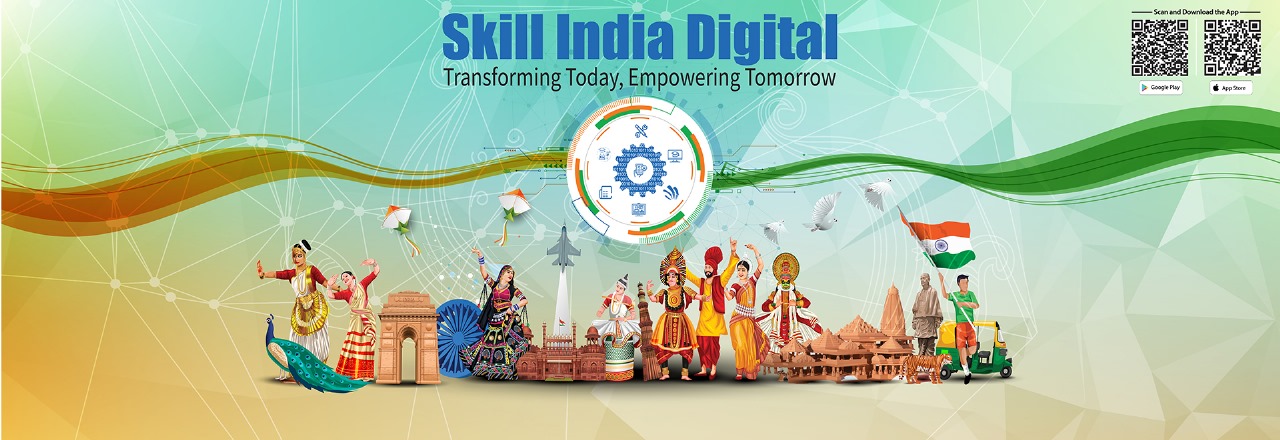 Skill India Digital
Transforming Today, Empowering Tomorrow
Scan and Download the App
Google Play
App Store